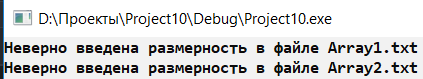 D:\Проекты\Project10\Debug\Project10.exe
Неверно введена размерность в файле Array1.txt
Неверно введена размерность в файле Array2.txt